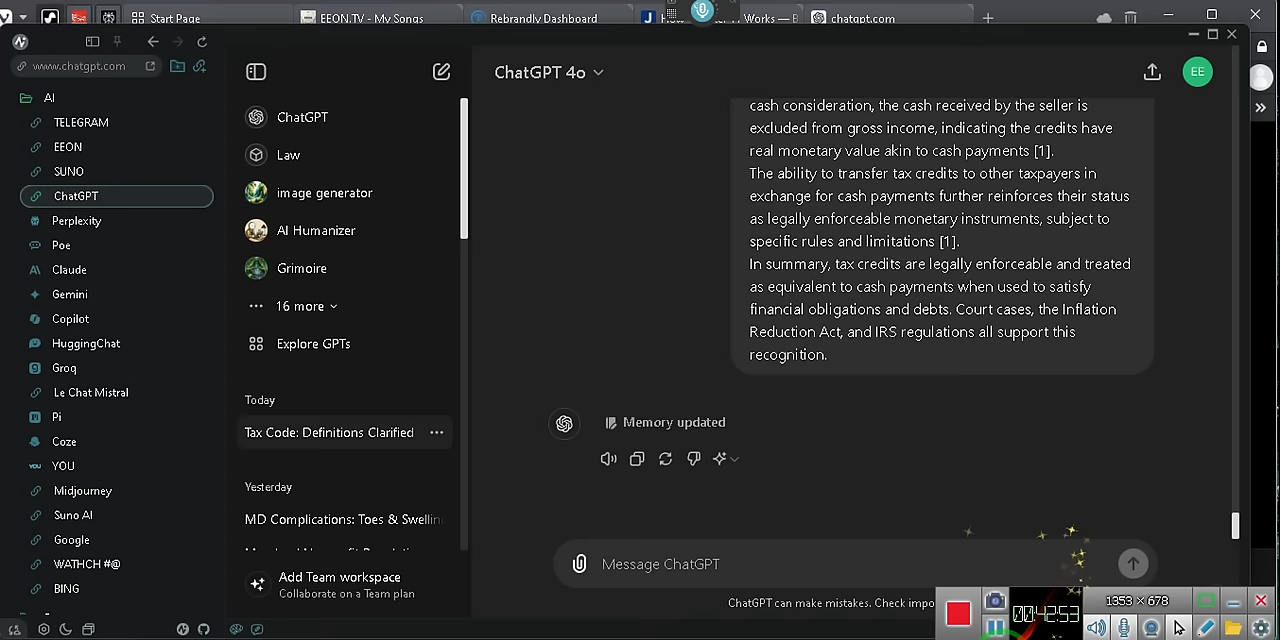 Start Page
EEON.TV - My Songs
Rebrandly Dashboard
Works — B
chatgpt.com
www.chatgpt.com
AI
TELEGRAM
EEON
SUNO
ChatGPT
Perplexity
Poe
Claude
Gemini
Copilot
HuggingChat
Groq
Le Chat Mistral
Pi
Coze
YOU
Midjourney
Suno AI
Google
WATHCH #@
BING
ChatGPT
Law
image generator
AI Humanizer
Grimoire
16 more
Explore GPTs
Today
Tax Code: Definitions Clarified
Yesterday
MD Complications: Toes & Swellin
Add Team workspace
Collaborate on a Team plan
ChatGPT 4o
EE
cash consideration, the cash received by the seller is
excluded from gross income, indicating the credits have
real monetary value akin to cash payments [1].
The ability to transfer tax credits to other taxpayers in
exchange for cash payments further reinforces their status
as legally enforceable monetary instruments, subject to
specific rules and limitations [1].
In summary, tax credits are legally enforceable and treated
as equivalent to cash payments when used to satisfy
financial obligations and debts. Court cases, the Inflation
Reduction Act, and IRS regulations all support this
recognition.
Memory updated
Message ChatGPT
ChatGPT can make mistakes. Check impo
00:42:53
1353 × 678